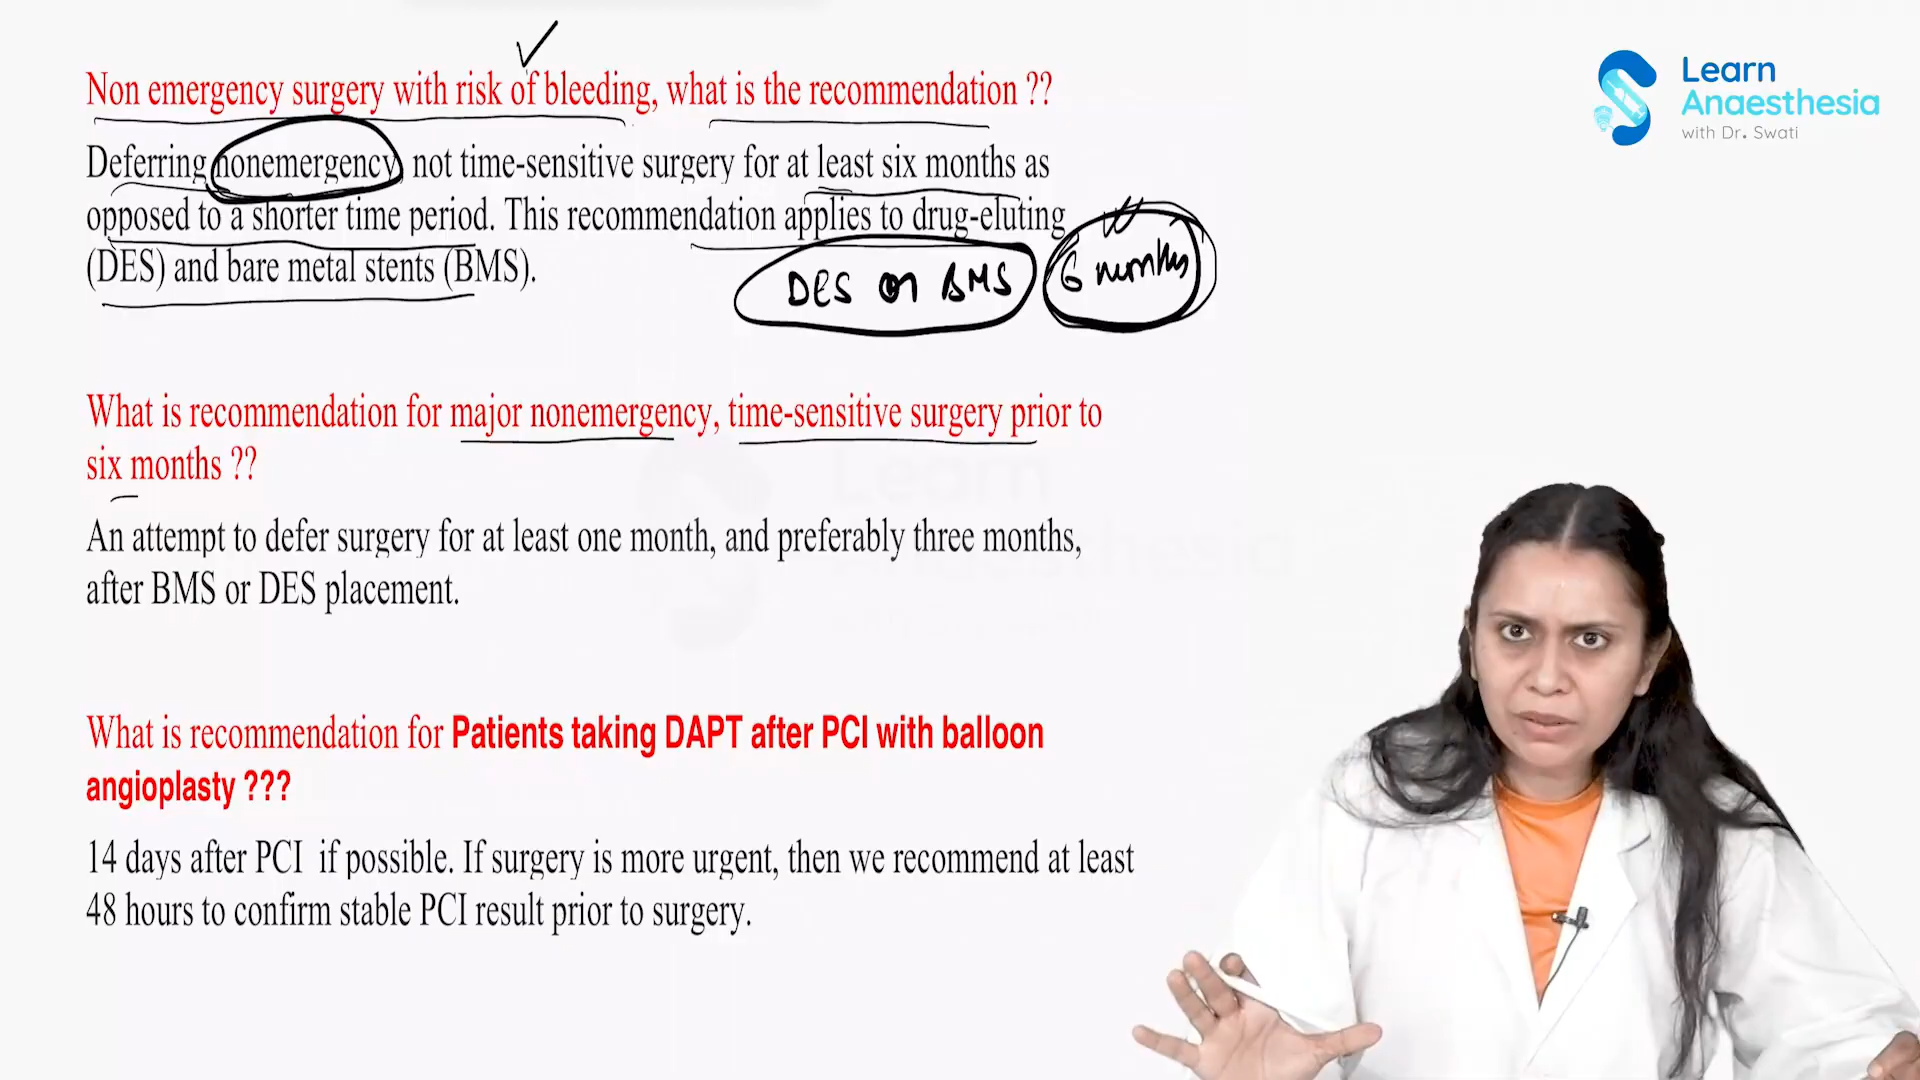 Non emergency surgery with risk of bleeding, what is the recommendation ??
Deferring nonemergency, not time-sensitive surgery for at least six months as
opposed to a shorter time period. This recommendation applies to drug-eluting
(DES) and bare metal stents (BMS).
DES or BMS
6 months
What is recommendation for major nonemergency, time-sensitive surgery prior to
six months ??
An attempt to defer surgery for at least one month, and preferably three months,
after BMS or DES placement.
What is recommendation for Patients taking DAPT after PCI with balloon
angioplasty ???
14 days after PCI if possible. If surgery is more urgent, then we recommend at least
48 hours to confirm stable PCI result prior to surgery.
Learn
Anaesthesia
with Dr. Swati
Learn
Anaesthesia